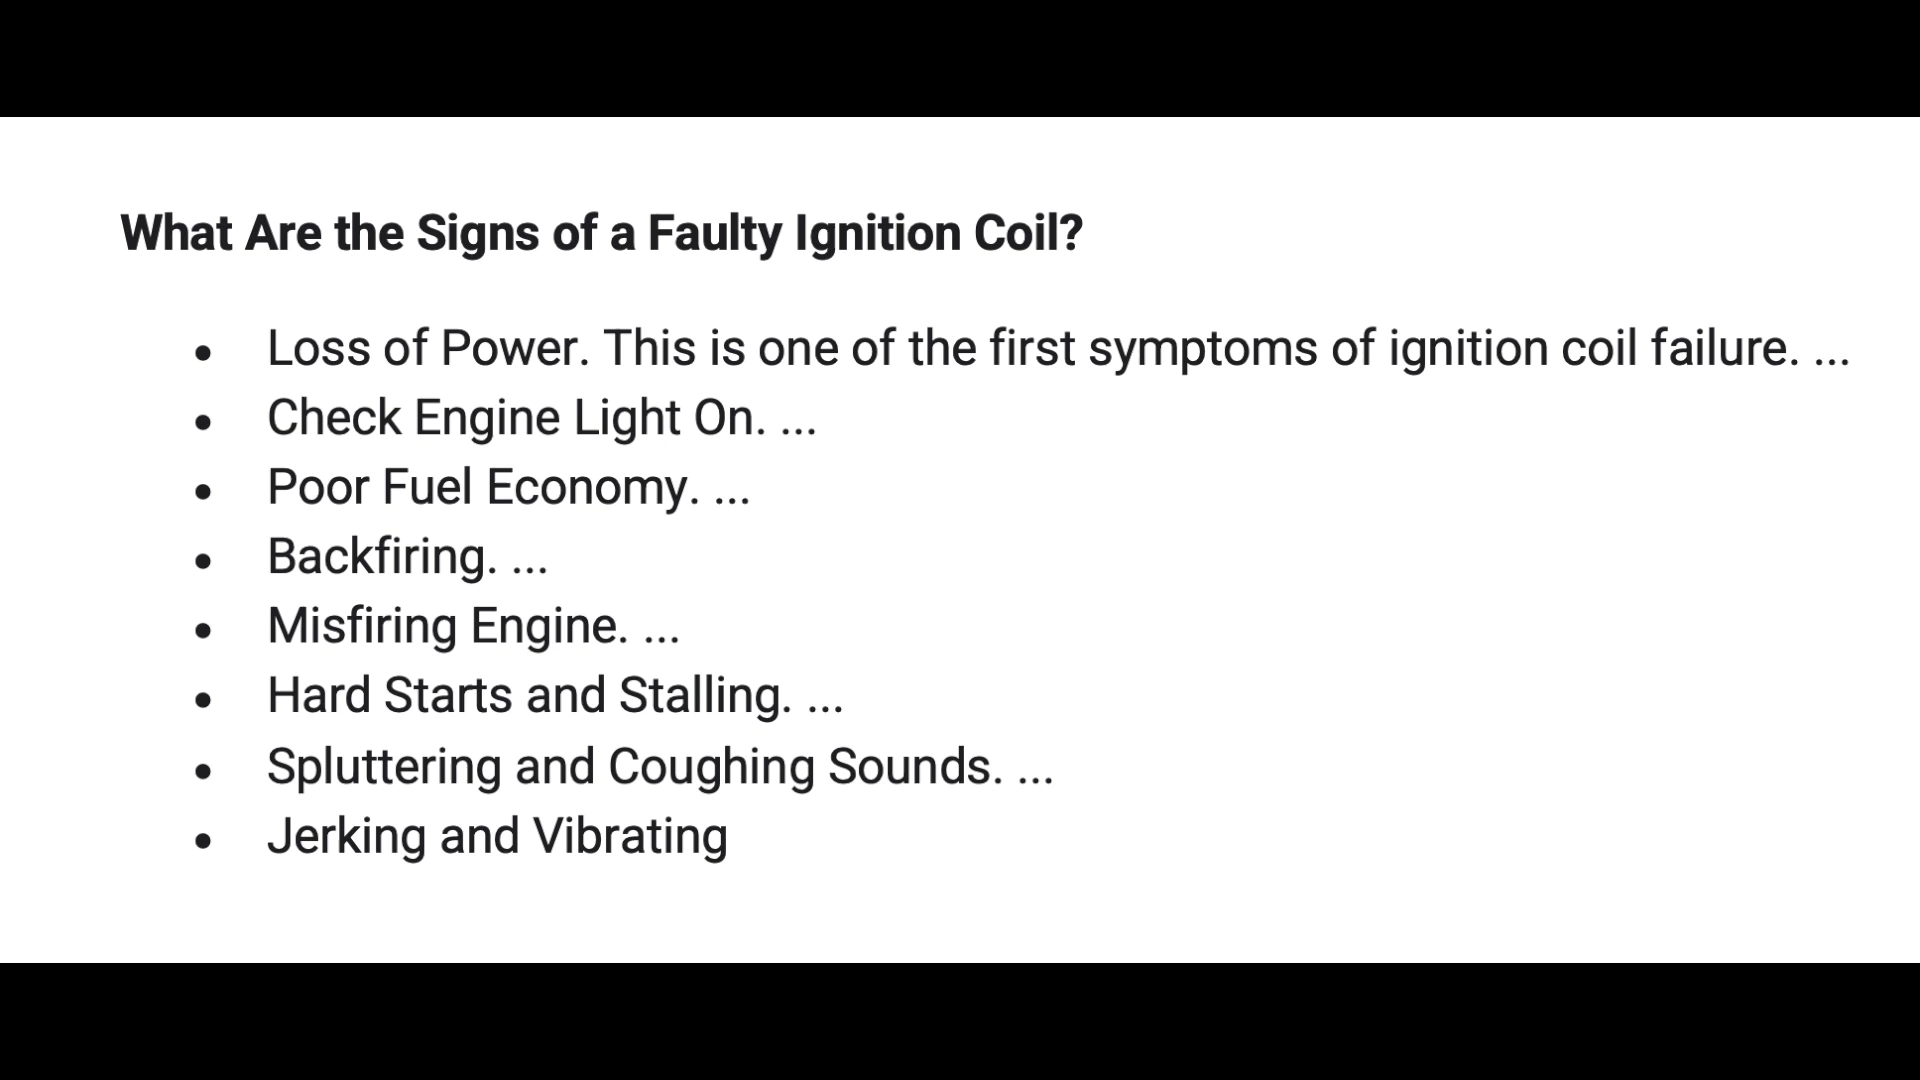 What Are the Signs of a Faulty Ignition Coil?
• Loss of Power. This is one of the first symptoms of ignition coil failure. ...
• Check Engine Light On. ...
• Poor Fuel Economy. ...
• Backfiring. ...
• Misfiring Engine. ...
• Hard Starts and Stalling. ...
• Spluttering and Coughing Sounds. ...
• Jerking and Vibrating